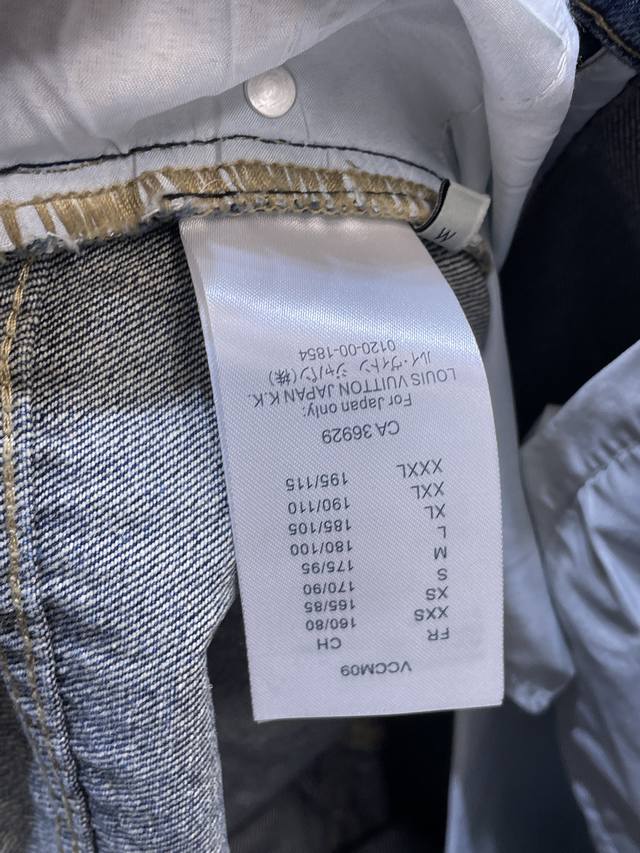 VCCM09
FR CH
XXS 160/80
XS 165/85
S 170/90
M 175/95
L 180/100
XL 185/105
XXL 190/110
XXXL 195/115
CA 36929
For Japan only:
LOUIS VUITTON JAPAN K.K.
ルイ・ヴィトン ジャパン(株)
0120-00-1854
M